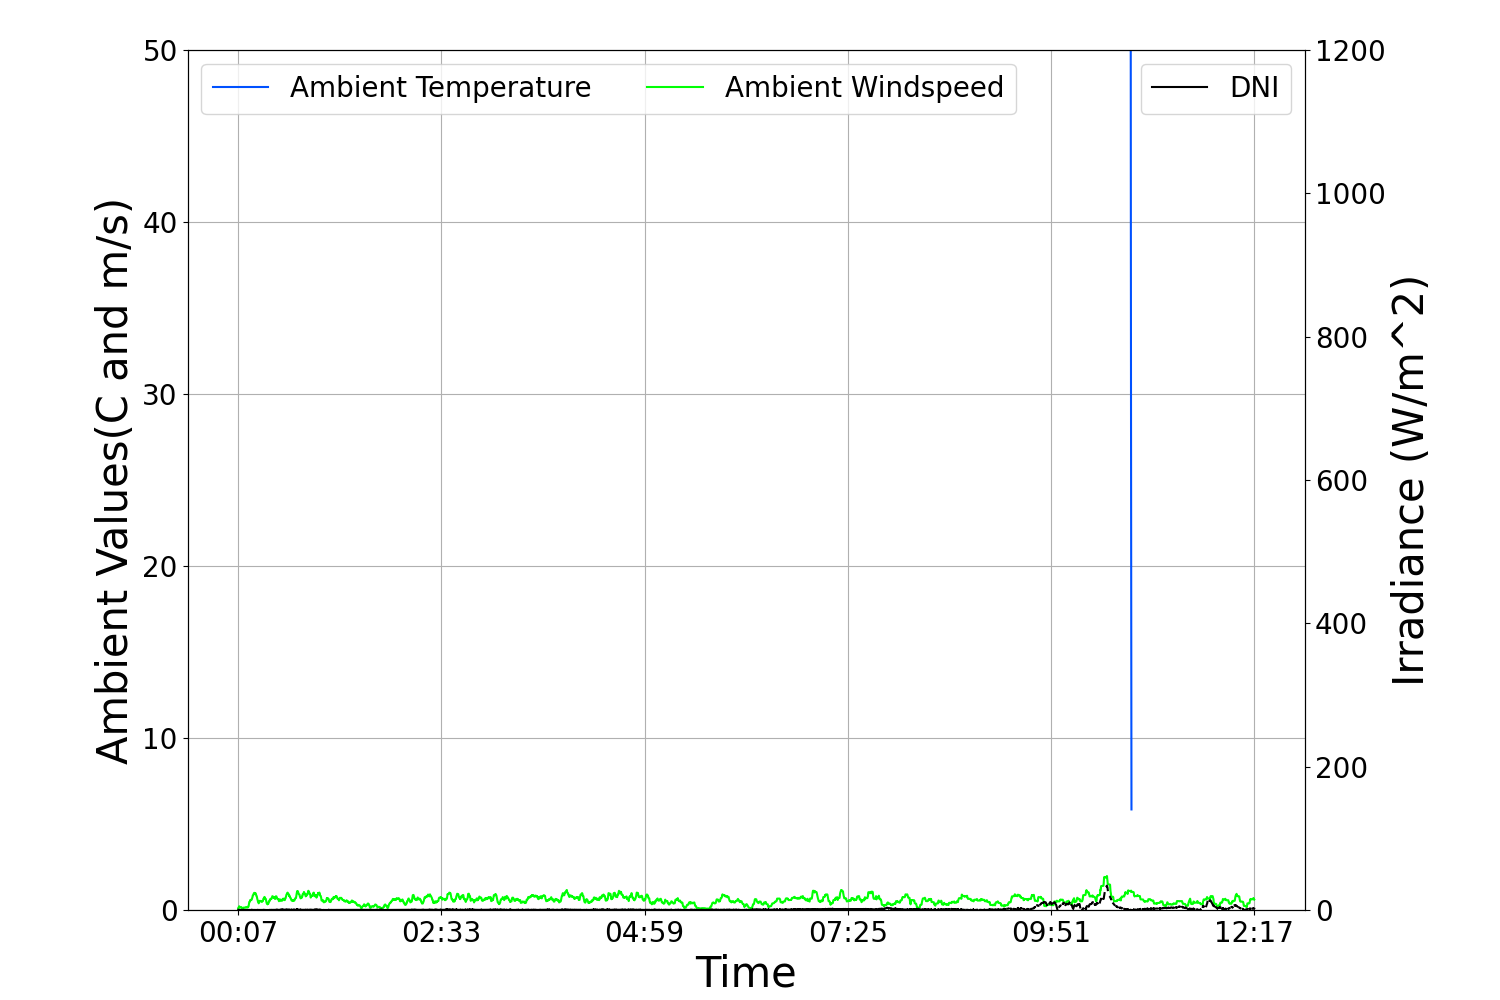 Ambient Temperature Ambient Windspeed DNI
Ambient Values(C and m/s)
50
40
30
20
10
0
1200
1000
800
600
400
200
0
Irradiance (W/m^2)
00:07 02:33 04:59 07:25 09:51 12:17
Time